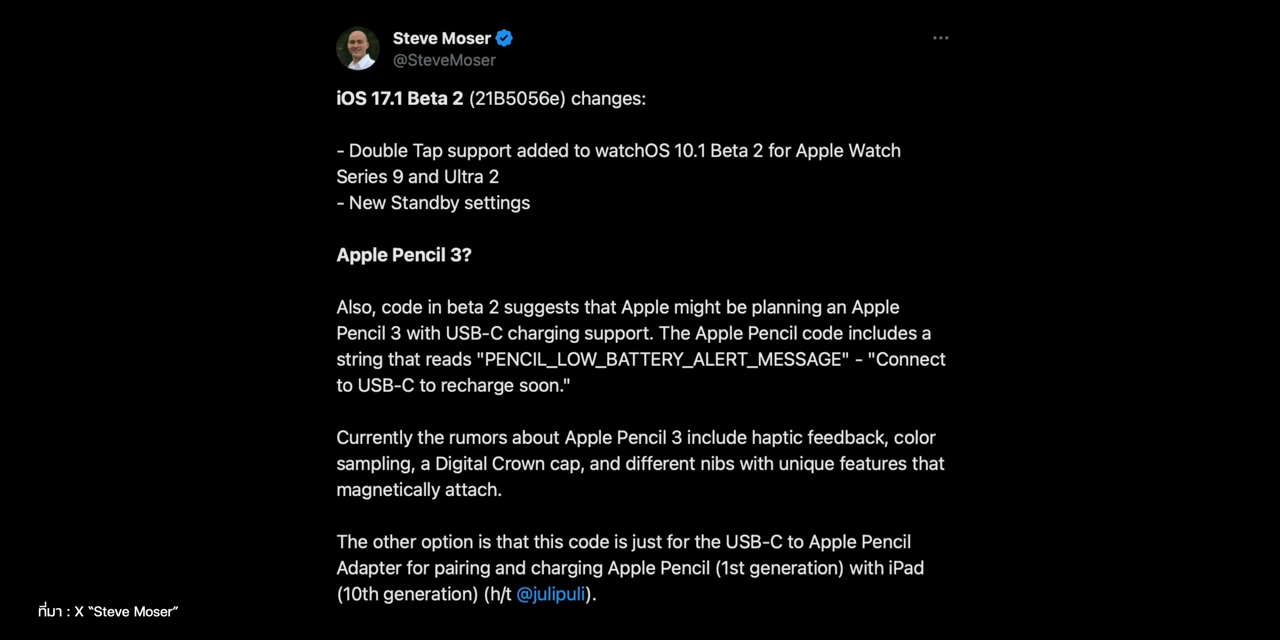 Steve Moser
@SteveMoser
iOS 17.1 Beta 2 (21B5056e) changes:
- Double Tap support added to watchOS 10.1 Beta 2 for Apple Watch
Series 9 and Ultra 2
- New Standby settings
Apple Pencil 3?
Also, code in beta 2 suggests that Apple might be planning an Apple
Pencil 3 with USB-C charging support. The Apple Pencil code includes a
string that reads "PENCIL_LOW_BATTERY_ALERT_MESSAGE" - "Connect
to USB-C to recharge soon."
Currently the rumors about Apple Pencil 3 include haptic feedback, color
sampling, a Digital Crown cap, and different nibs with unique features that
magnetically attach.
The other option is that this code is just for the USB-C to Apple Pencil
Adapter for pairing and charging Apple Pencil (1st generation) with iPad
(10th generation) (h/t @julipuli).
ที่มา : X “Steve Moser”